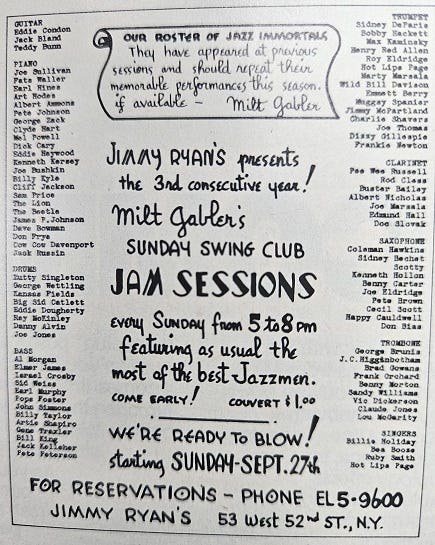 GUITAR
Eddie Condon
Jack Bland
Teddy Bunn
PIANO
Joe Sullivan
Fats Waller
Earl Hines
Art Hodes
Albert Ammons
Pete Johnson
George Zack
Clyde Hart
Mel Powell
Dick Cary
Eddie Haywood
Kenneth Kersey
Joe Bushkin
Billy Kyle
Cliff Jackson
Sam Price
The Lion
The Beetle
James P. Johnson
Dave Bowman
Don Frye
Cow Cow Davenport
Jack Russin
DRUMS
Zutty Singleton
George Wettling
Kansas Fields
Big Sid Catlett
Eddie Dougherty
Ray McKinley
Danny Alvin
Joe Jones
BASS
Al Morgan
Elmer James
Israel Crosby
Sid Weiss
Earl Murphy
Pops Foster
John Simmons
Billy Taylor
Artie Shapiro
Gene Traxler
Bill King
Jack Kelleher
Pete Peterson
OUR ROSTER OF JAZZ IMMORTALS
They have appeared at previous
sessions and should repeat their
memorable performances this season.
if available - Milt Gabler
JIMMY RYAN'S presents
the 3rd consecutive year!
Milt Gabler's
SUNDAY SWING CLUB
JAM SESSIONS
every Sunday from 5 to 8 pm
featuring as usual the
most of the best Jazzmen.
COME EARLY! COUVERT $1.00
WE'RE READY TO BLOW!
starting SUNDAY-SEPT. 27th
TRUMPET
Sidney DeParis
Bobby Hackett
Max Kaminsky
Henry Red Allen
Roy Eldridge
Hot Lips Page
Marty Marsala
Wild Bill Davison
Emmett Berry
Muggsy Spanier
Jimmy McPartland
Charlie Shavers
Joe Thomas
Dizzy Gillespie
Frankie Newton
CLARINET
Pee Wee Russell
Rod Cless
Buster Bailey
Albert Nicholas
Joe Marsala
Edmund Hall
Doc Slovak
SAXOPHONE
Coleman Hawkins
Sidney Bechet
Scotty
Kenneth Hollon
Benny Carter
Joe Eldridge
Pete Brown
Cecil Scott
Happy Cauldwell
Don Bias
TROMBONE
George Brunis
J.C.Higginbotham
Brad Gowans
Frank Orchard
Benny Morton
Sandy Williams
Vic Dickerson
Claude Jones
Lou McGarity
SINGERS
Billie Holiday
Bea Booze
Ruby Smith
Hot Lips Page
FOR RESERVATIONS - PHONE EL5-9600
JIMMY RYAN'S 53 West 52nd ST., N.Y.